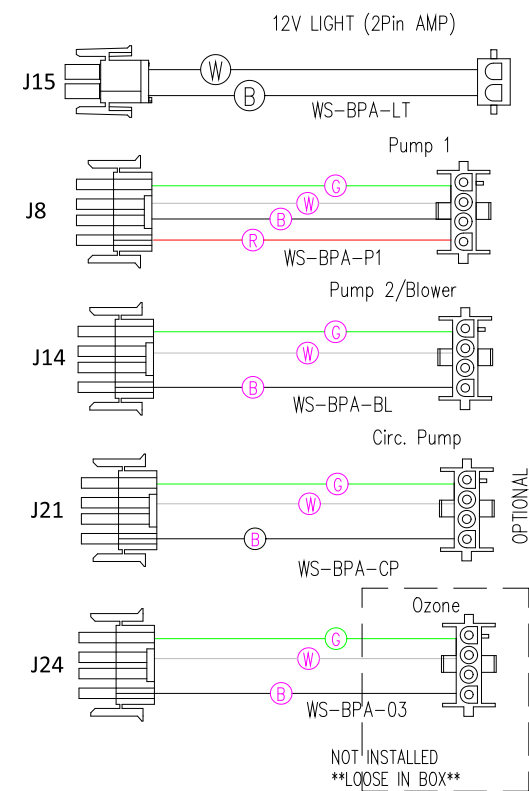 12V LIGHT (2Pin AMP)
J15
W
B
WS-BPA-LT
Pump 1
J8
G
W
B
R
WS-BPA-P1
Pump 2/Blower
J14
G
W
B
WS-BPA-BL
Circ. Pump
J21
G
W
B
WS-BPA-CP
OPTIONAL
Ozone
J24
G
W
B
WS-BPA-03
NOT INSTALLED
**LOOSE IN BOX**